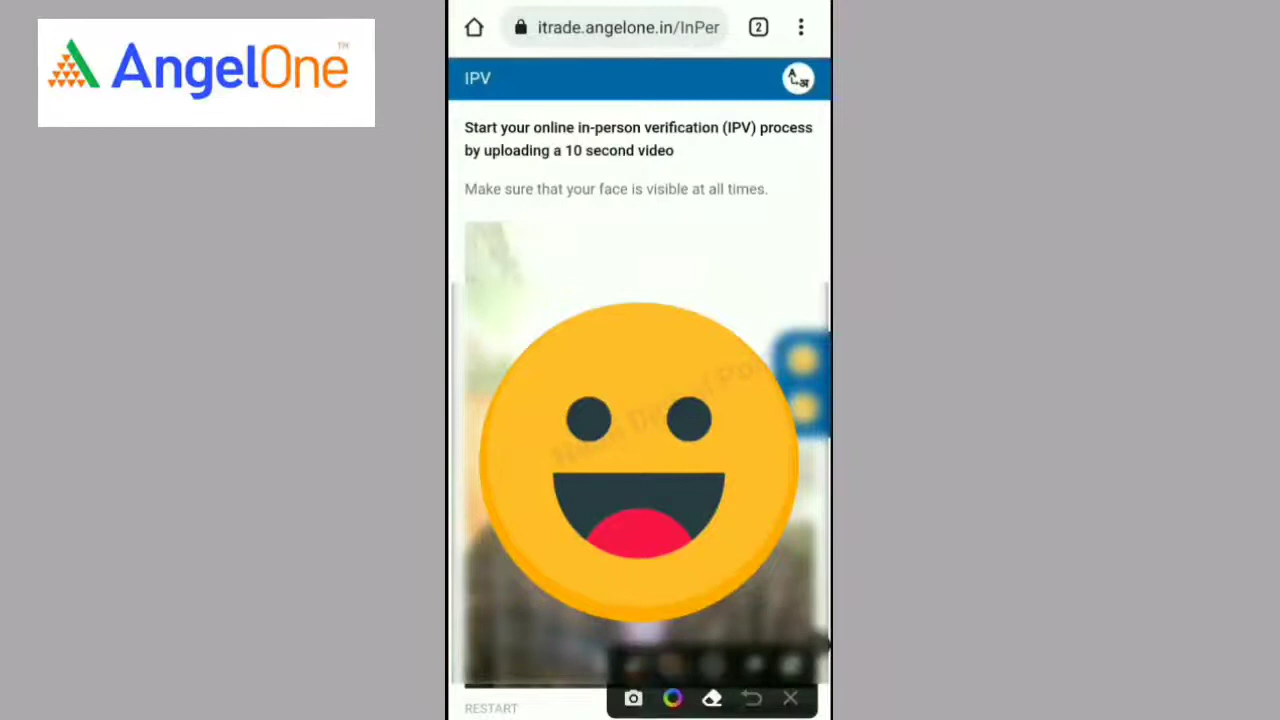 AngelOne™
itrade.angelone.in/InPer
2
IPV
A
अ
Start your online in-person verification (IPV) process
by uploading a 10 second video
Make sure that your face is visible at all times.
RESTART